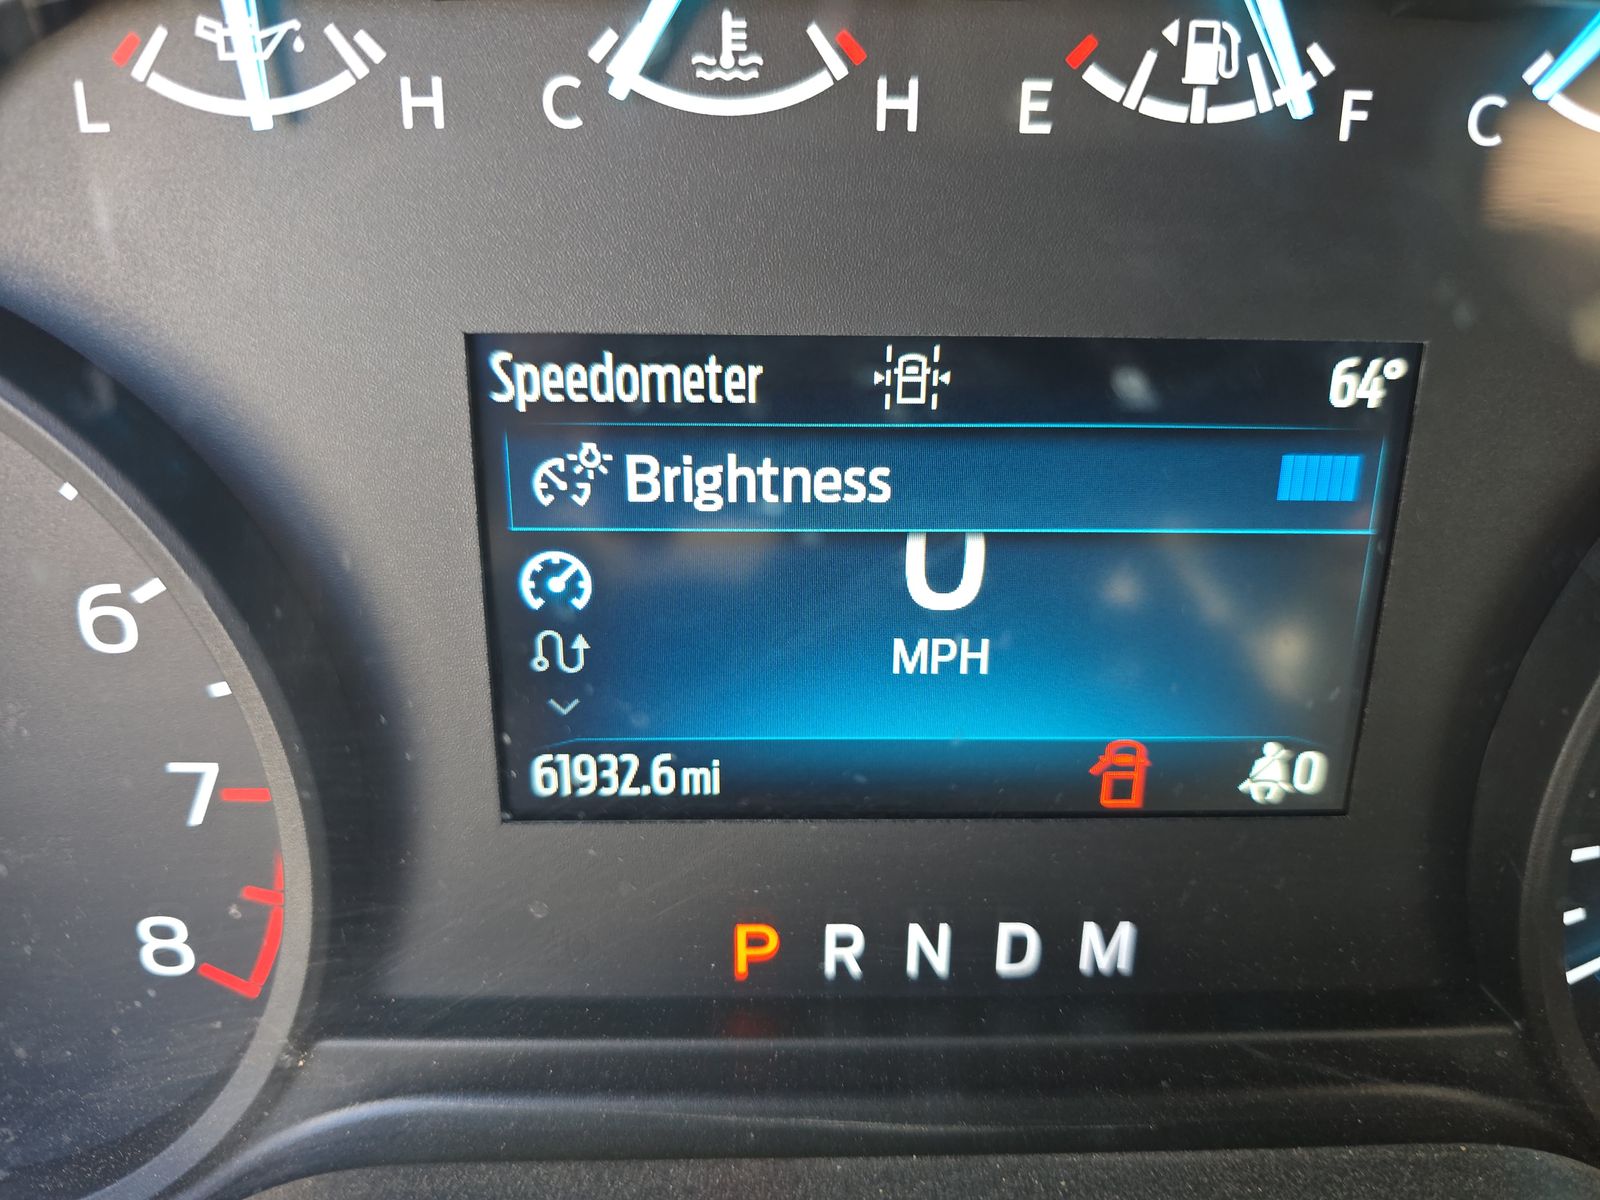 L H C H E F C
Speedometer 64°
Brightness
0
MPH
6
7
61932.6 mi 0
8
P R N D M